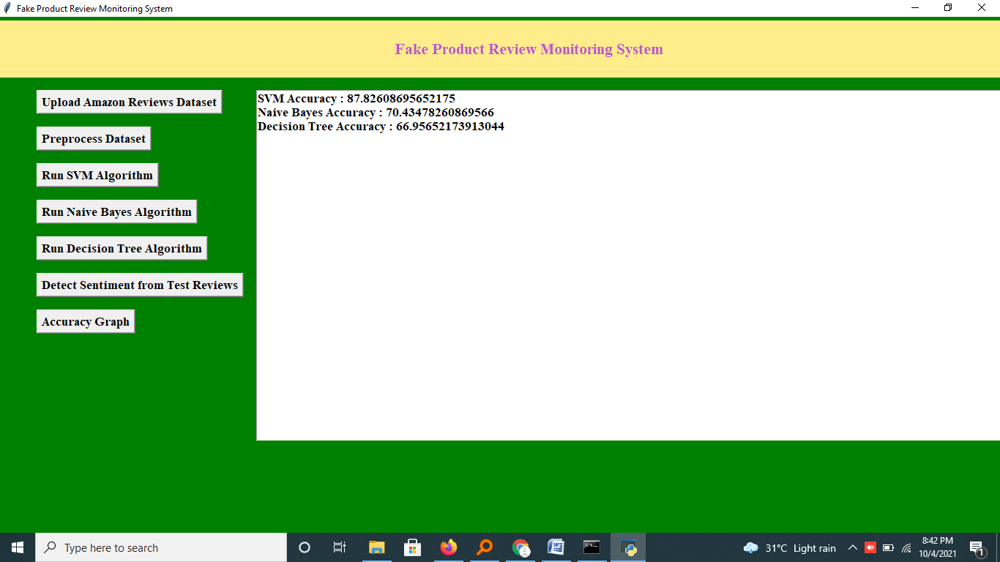 Fake Product Review Monitoring System
Fake Product Review Monitoring System
Upload Amazon Reviews Dataset
Preprocess Dataset
Run SVM Algorithm
Run Naive Bayes Algorithm
Run Decision Tree Algorithm
Detect Sentiment from Test Reviews
Accuracy Graph
SVM Accuracy : 87.82608695652175
Naive Bayes Accuracy : 70.43478260869566
Decision Tree Accuracy : 66.95652173913044
Type here to search
31°C Light rain
8:42 PM
10/4/2021
1